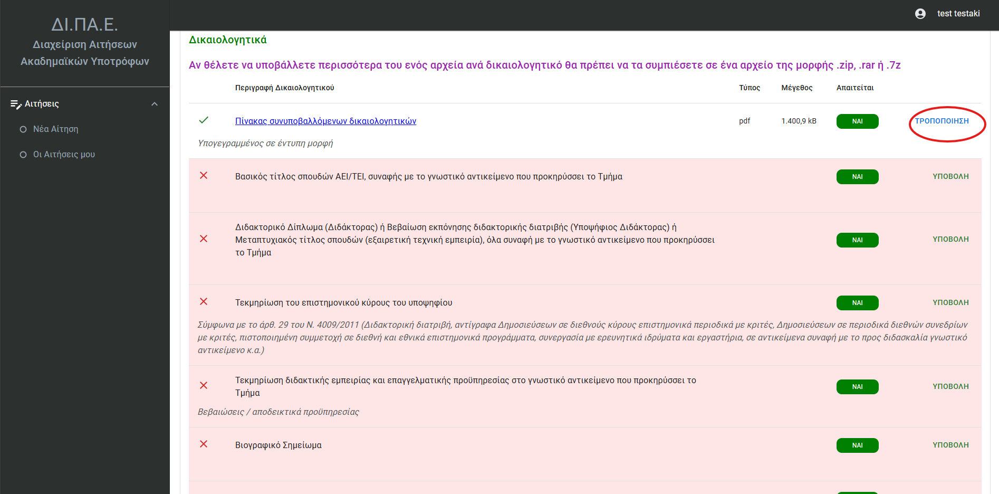 ΔΙ.ΠΑ.Ε.
Διαχείριση Αιτήσεων
Ακαδημαϊκών Υποτρόφων
Αιτήσεις
Νέα Αίτηση
Οι Αιτήσεις μου
test testaki
Δικαιολογητικά
Αν θέλετε να υποβάλλετε περισσότερα του ενός αρχεία ανά δικαιολογητικό θα πρέπει να τα συμπιέσετε σε ένα αρχείο της μορφής .zip, .rar ή .7z
Περιγραφή Δικαιολογητικού Τύπος Μέγεθος Απαιτείται
Πίνακας συνυποβαλλόμενων δικαιολογητικών pdf 1.400,9 kB ΝΑΙ ΤΡΟΠΟΠΟΙΗΣΗ
Υπογεγραμμένος σε έντυπη μορφή
Βασικός τίτλος σπουδών ΑΕΙ/ΤΕΙ, συναφής με το γνωστικό αντικείμενο που προκηρύσσει το Τμήμα ΝΑΙ ΥΠΟΒΟΛΗ
Διδακτορικό Δίπλωμα (Διδάκτορας) ή Βεβαίωση εκπόνησης διδακτορικής διατριβής (Υποψήφιος Διδάκτορας) ή
Μεταπτυχιακός τίτλος σπουδών (εξαιρετική τεχνική εμπειρία), όλα συναφή με το γνωστικό αντικείμενο που προκηρύσσει ΝΑΙ ΥΠΟΒΟΛΗ
το Τμήμα
Τεκμηρίωση του επιστημονικού κύρους του υποψηφίου ΝΑΙ ΥΠΟΒΟΛΗ
Σύμφωνα με το άρθ. 29 του Ν. 4009/2011 (Διδακτορική διατριβή, αντίγραφα Δημοσιεύσεων σε διεθνούς κύρους επιστημονικά περιοδικά με κριτές, Δημοσιεύσεων σε περιοδικά διεθνών συνεδρίων
με κριτές, πιστοποιημένη συμμετοχή σε διεθνή και εθνικά επιστημονικά προγράμματα, συνεργασία με ερευνητικά ιδρύματα και εργαστήρια, σε αντικείμενα συναφή με το προς διδασκαλία γνωστικό
αντικείμενο κ.α.)
Τεκμηρίωση διδακτικής εμπειρίας και επαγγελματικής προϋπηρεσίας στο γνωστικό αντικείμενο που προκηρύσσει το
Τμήμα ΝΑΙ ΥΠΟΒΟΛΗ
Βεβαιώσεις / αποδεικτικά προϋπηρεσίας
Βιογραφικό Σημείωμα ΝΑΙ ΥΠΟΒΟΛΗ